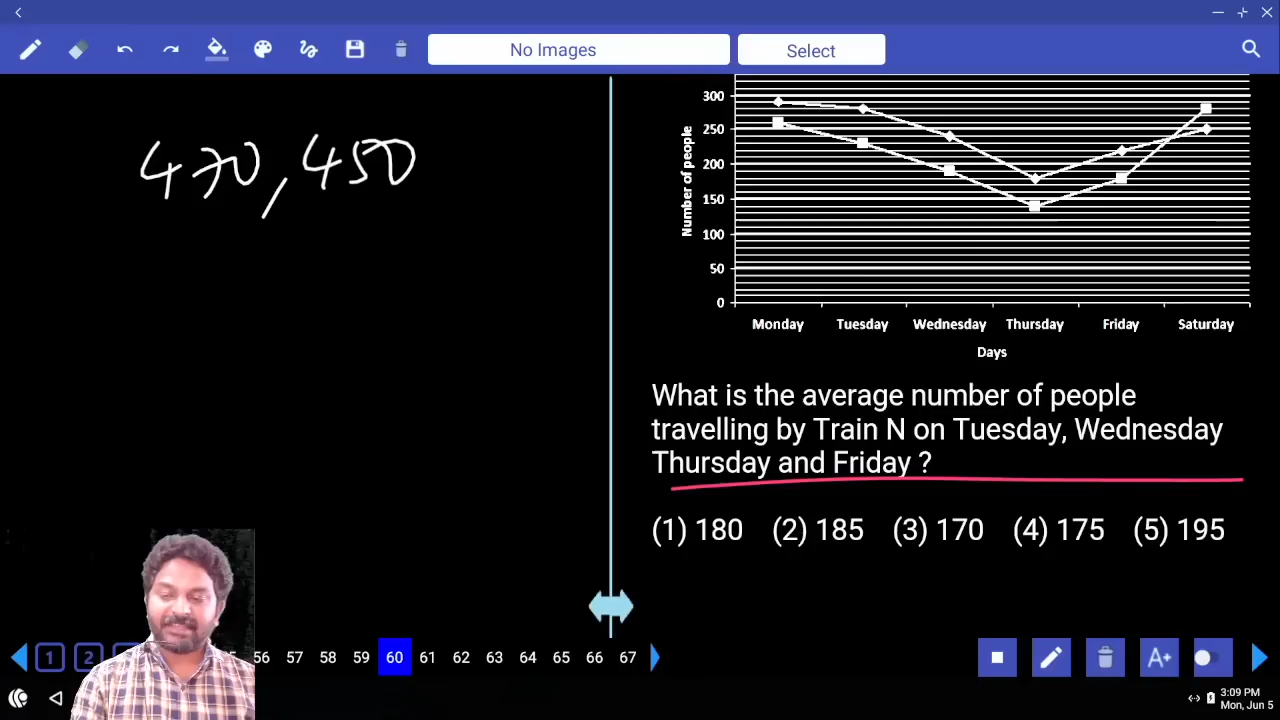 No Images
Select
470, 450
300
250
200
150
100
50
0
Number of people
Monday Tuesday Wednesday Thursday Friday Saturday
Days
What is the average number of people
travelling by Train N on Tuesday, Wednesday
Thursday and Friday ?
(1) 180 (2) 185 (3) 170 (4) 175 (5) 195
1 2 56 57 58 59 60 61 62 63 64 65 66 67
A+
3:09 PM
Mon, Jun 5